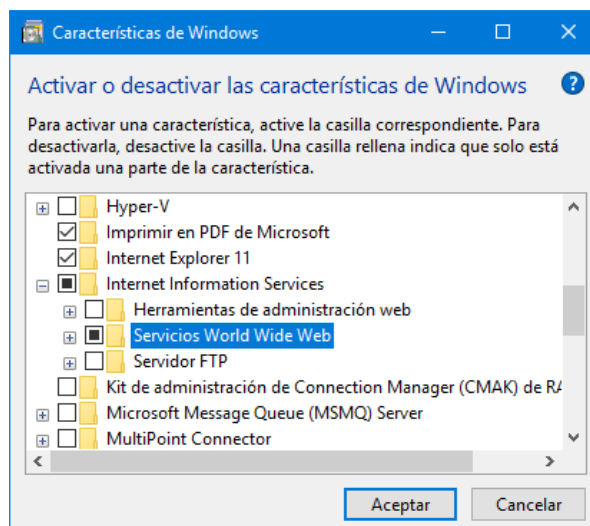 Características de Windows
Activar o desactivar las características de Windows
Para activar una característica, active la casilla correspondiente. Para
desactivarla, desactive la casilla. Una casilla rellena indica que solo está
activada una parte de la característica.
Hyper-V
Imprimir en PDF de Microsoft
Internet Explorer 11
Internet Information Services
Herramientas de administración web
Servicios World Wide Web
Servidor FTP
Kit de administración de Connection Manager (CMAK) de RA
Microsoft Message Queue (MSMQ) Server
MultiPoint Connector
Aceptar Cancelar